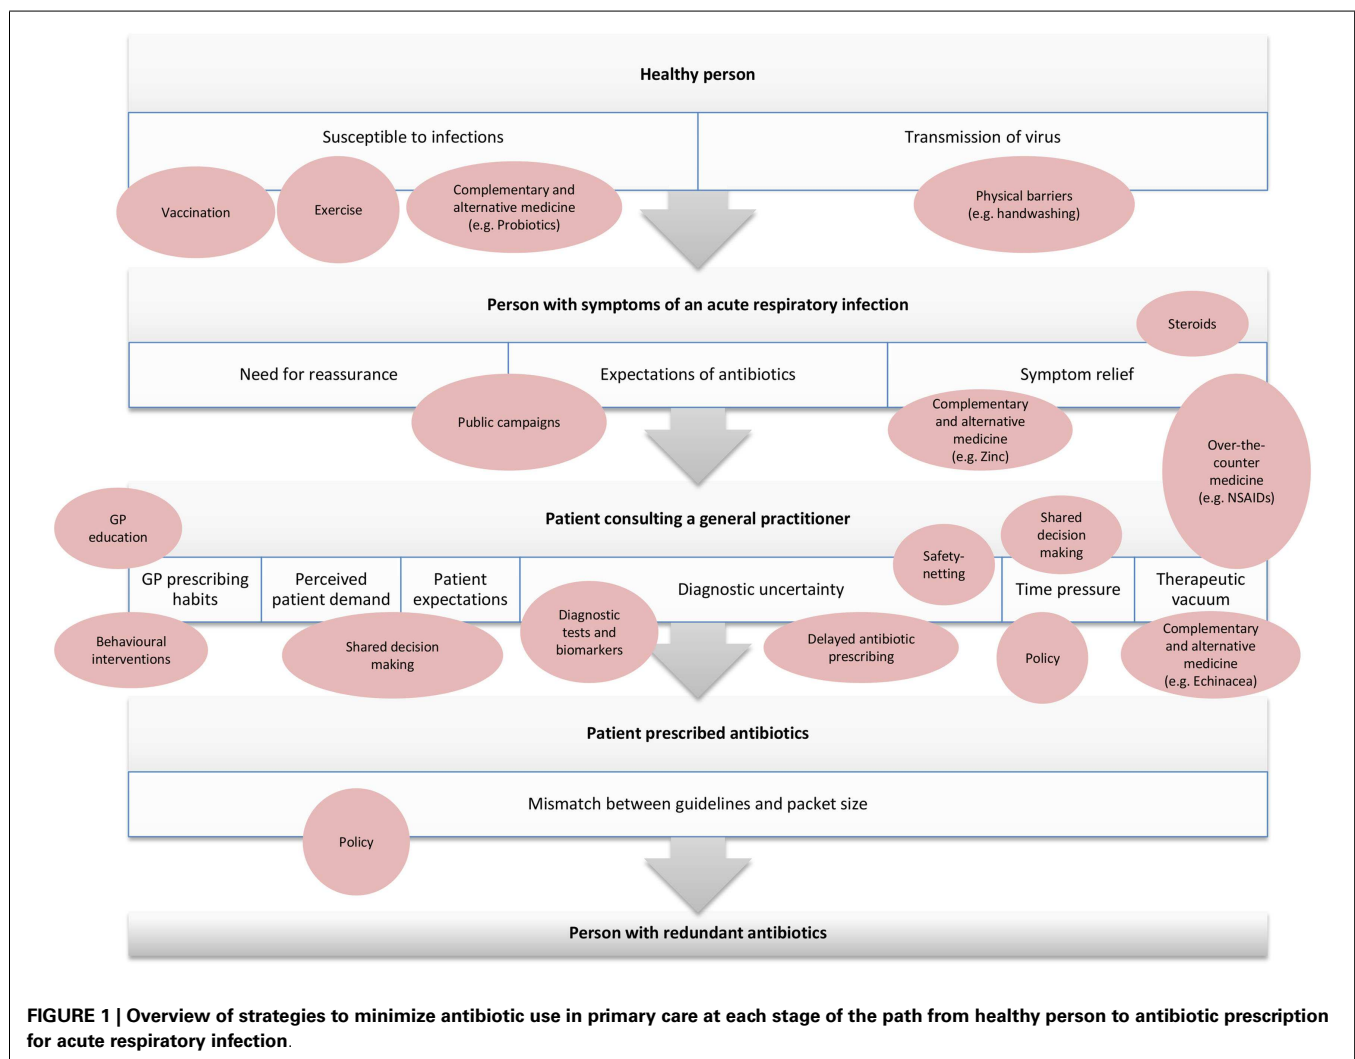 Healthy person
Susceptible to infections
Transmission of virus
Vaccination
Exercise
Complementary and
alternative medicine
(e.g. Probiotics)
Physical barriers
(e.g. handwashing)
Person with symptoms of an acute respiratory infection
Steroids
Need for reassurance
Expectations of antibiotics
Symptom relief
Public campaigns
Complementary
and alternative
medicine
(e.g. Zinc)
Over-the-
counter
medicine
(e.g. NSAIDs)
GP
education
Patient consulting a general practitioner
Shared
decision
making
Safety-
netting
GP prescribing
habits
Perceived
patient demand
Patient
expectations
Diagnostic uncertainty
Time pressure
Therapeutic
vacuum
Behavioural
interventions
Shared decision
making
Diagnostic
tests and
biomarkers
Delayed antibiotic
prescribing
Policy
Complementary
and alternative
medicine
(e.g. Echinacea)
Patient prescribed antibiotics
Mismatch between guidelines and packet size
Policy
Person with redundant antibiotics
FIGURE 1 | Overview of strategies to minimize antibiotic use in primary care at each stage of the path from healthy person to antibiotic prescription
for acute respiratory infection.